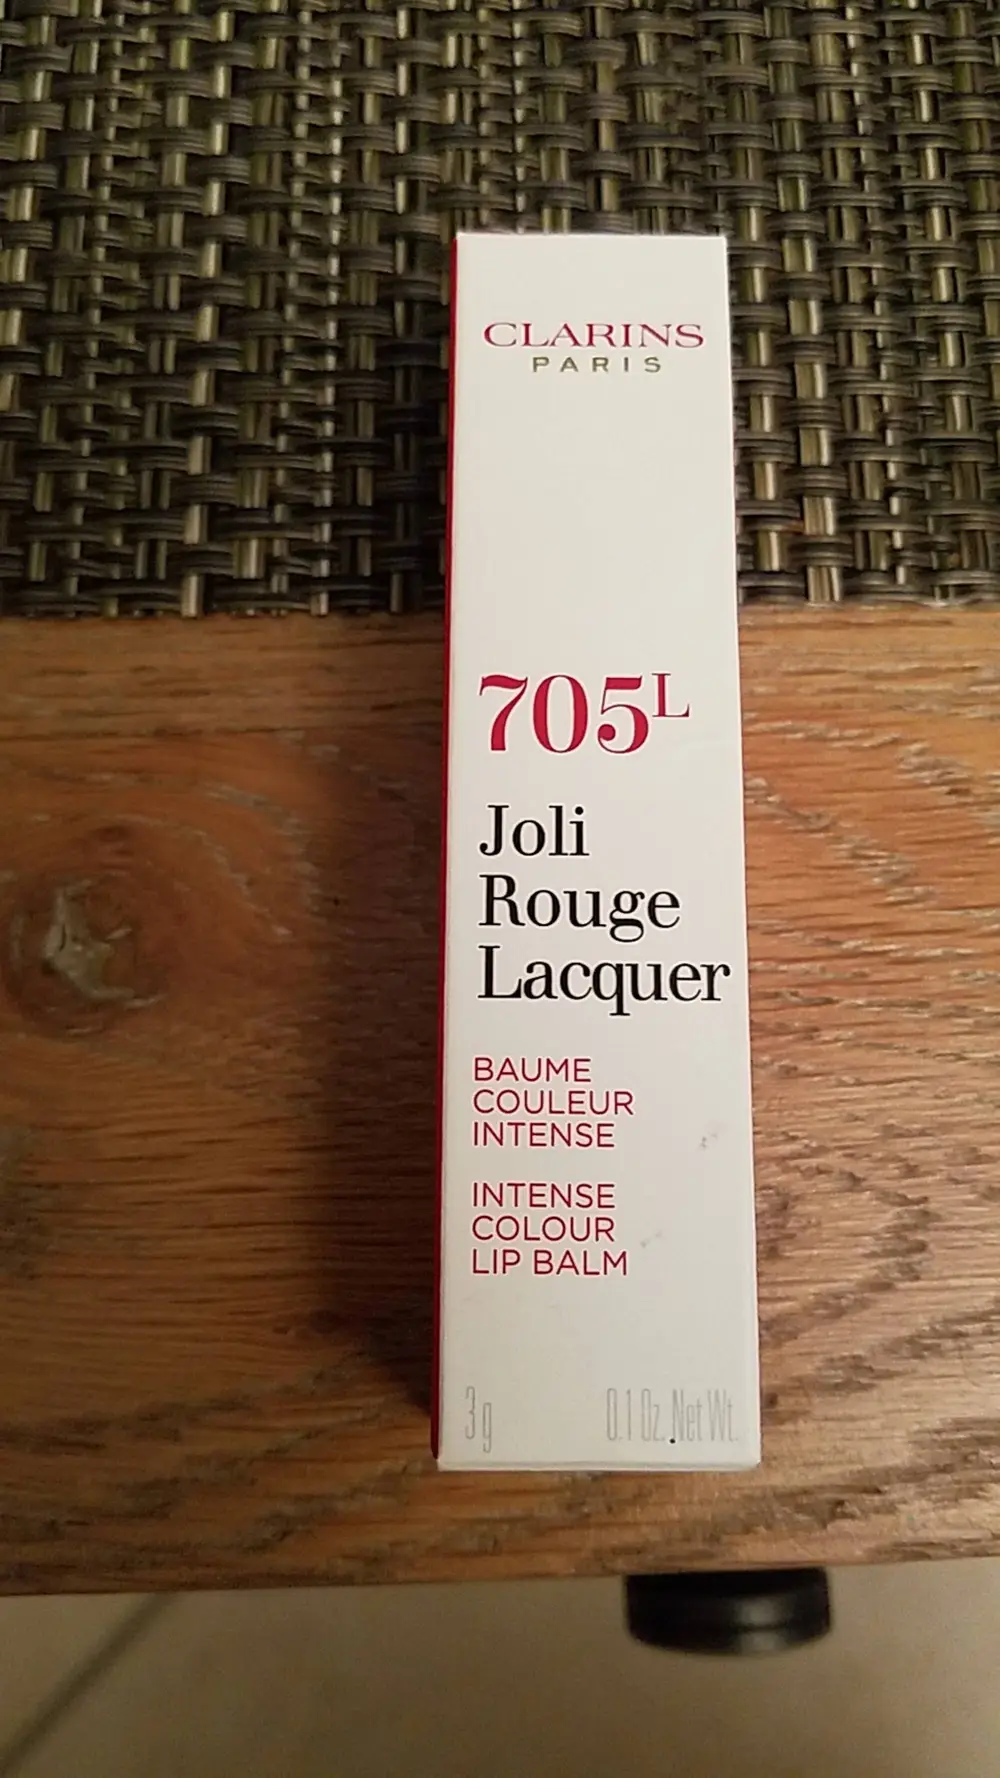 CLARINS
PARIS
705L
Joli
Rouge
Lacquer
BAUME
COULEUR
INTENSE
INTENSE
COLOUR
LIP BALM
3g 0.1 Oz. Net Wt.